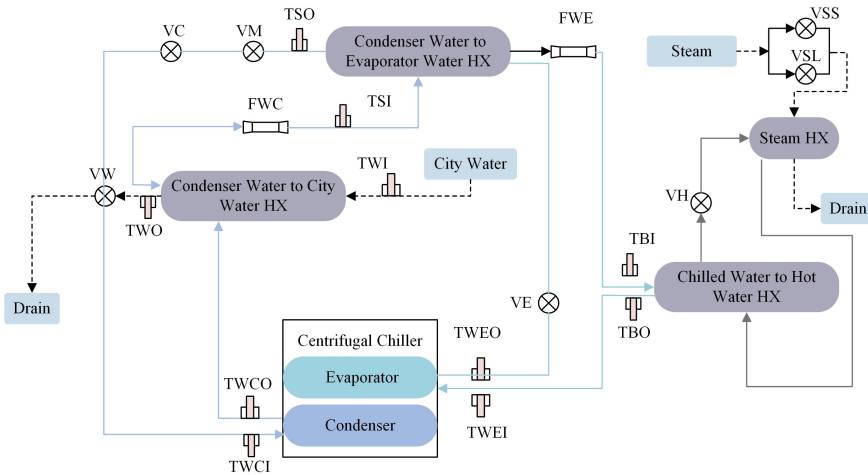 VC
VM
TSO
Condenser Water to
Evaporator Water HX
FWE
Steam
VSS
VSL
FWC
TSI
Steam HX
VW
Condenser Water to City
Water HX
TWI
City Water
TWO
VH
Drain
TBI
Chilled Water to Hot
Water HX
Drain
VE
TBO
Centrifugal Chiller
TWEO
Evaporator
TWCO
Condenser
TWEI
TWCI